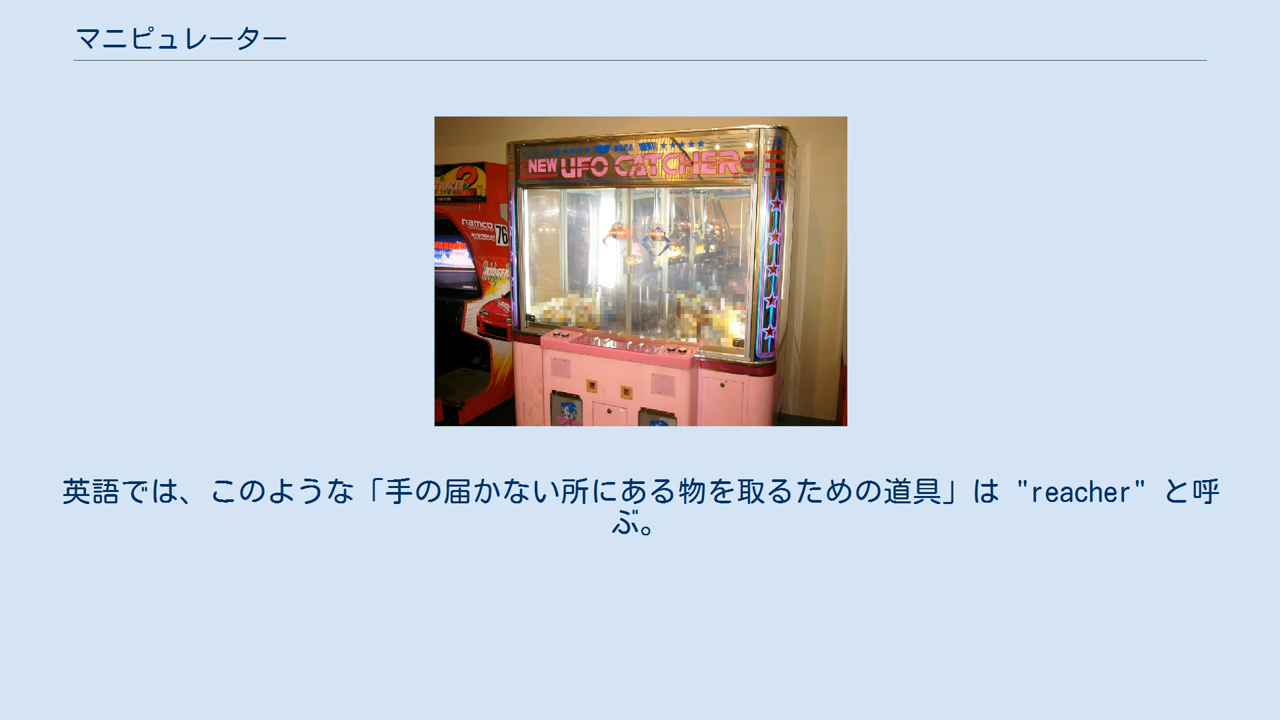 マニピュレーター
NEW UFO CATCHER
namco
76
英語では、このような「手の届かない所にある物を取るための道具」は "reacher" と呼
ぶ。